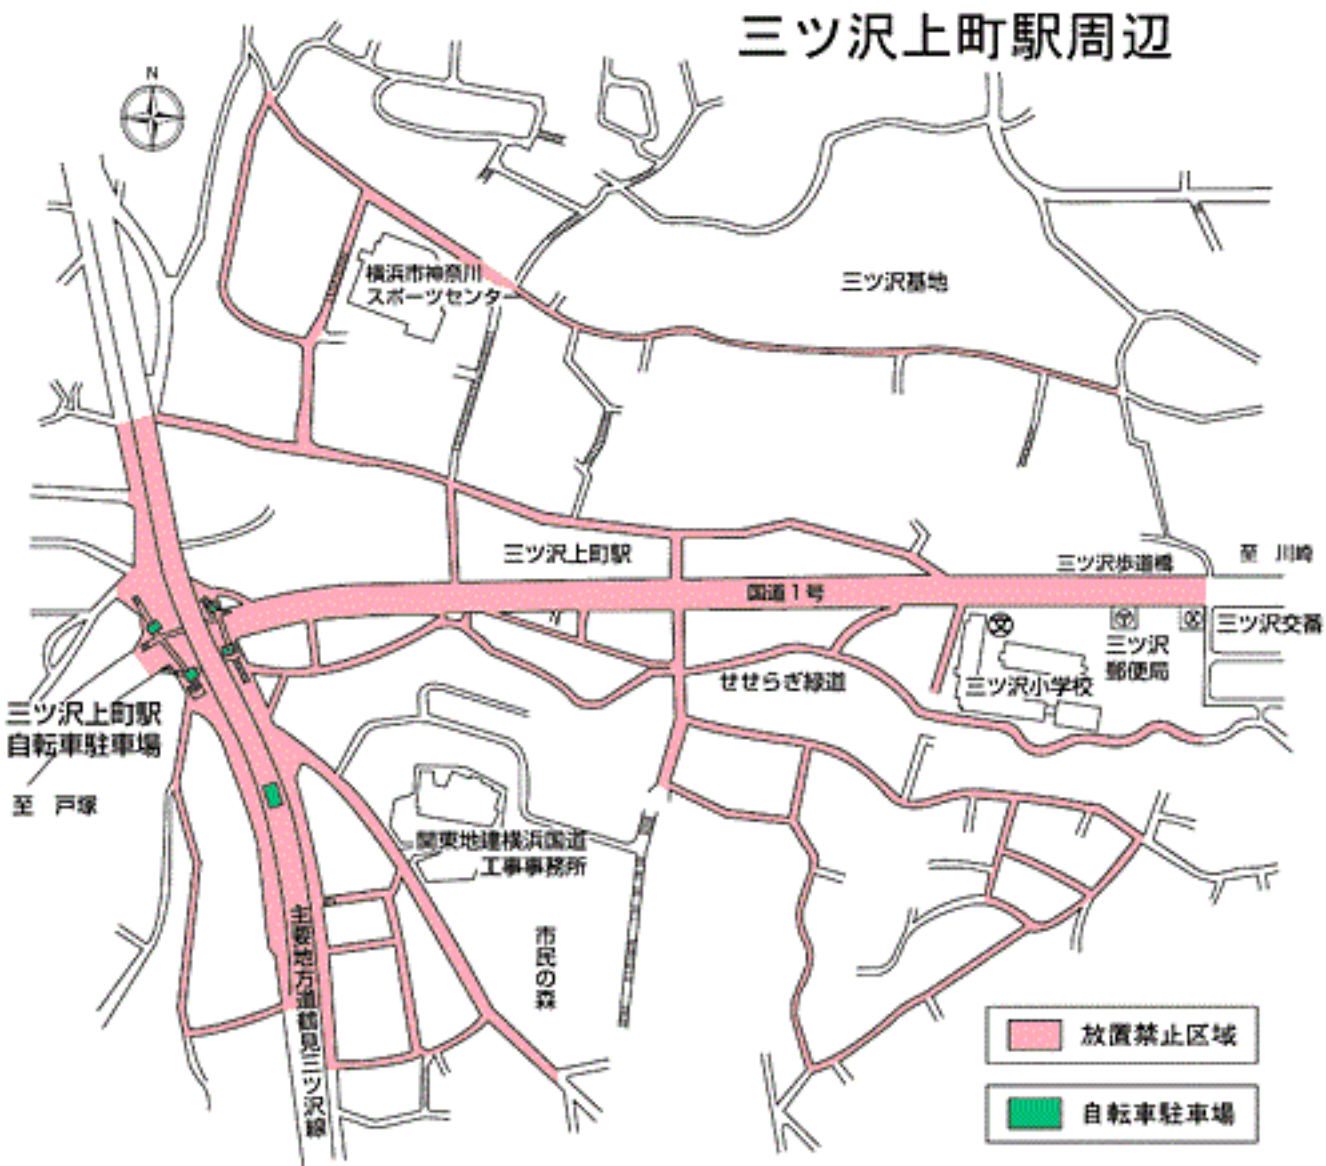 三ツ沢上町駅周辺
N
横浜市神奈川
スポーツセンター
三ツ沢基地
三ツ沢上町駅
三ツ沢歩道橋
至 川崎
国道1号
三ツ沢交番
三ツ沢
郵便局
せせらぎ緑道
三ツ沢小学校
三ツ沢上町駅
自転車駐車場
至 戸塚
関東地建横浜国道
工事事務所
主要地方道鶴見三ツ沢線
市民の森
放置禁止区域
自転車駐車場